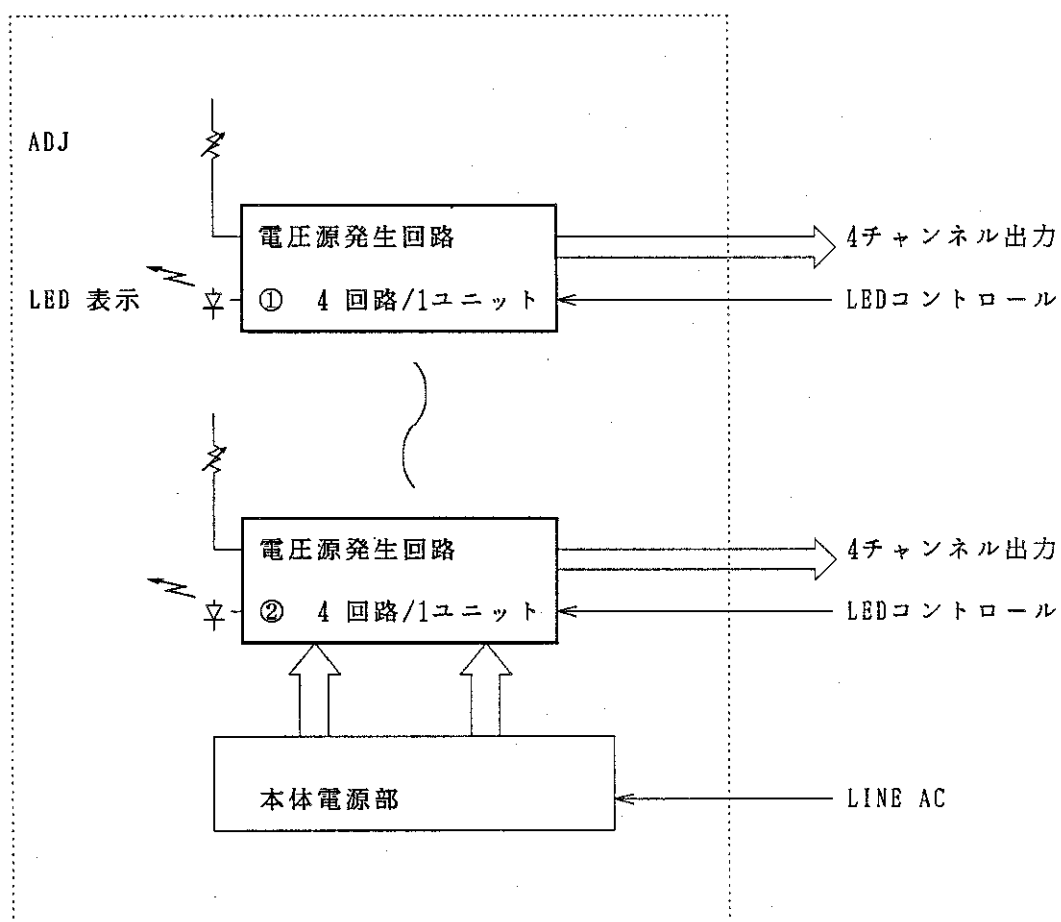 ADJ
電圧源発生回路
4チャンネル出力
LED 表示
① 4 回路/1ユニット
LEDコントロール
電圧源発生回路
4チャンネル出力
② 4 回路/1ユニット
LEDコントロール
本体電源部
LINE AC